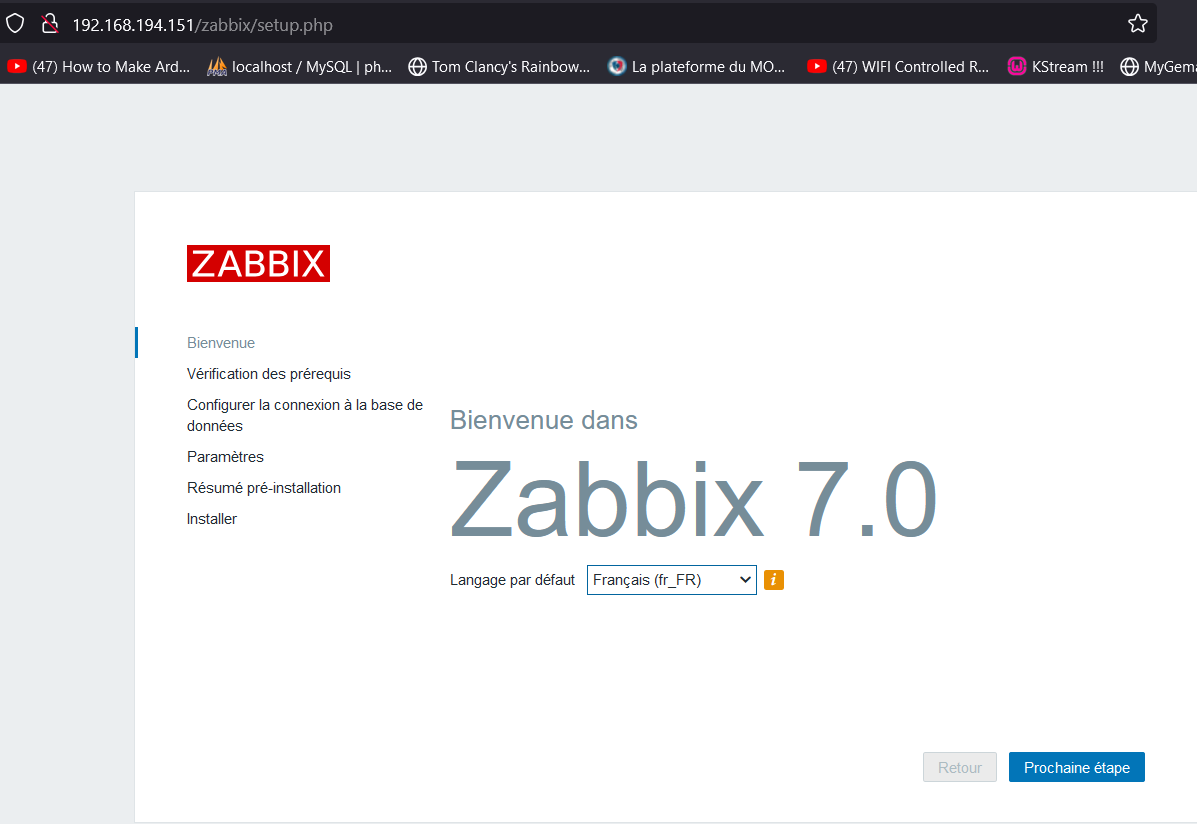 192.168.194.151/zabbix/setup.php
(47) How to Make Ard... localhost / MySQL | ph... Tom Clancy's Rainbow... La plateforme du MO... (47) WIFI Controlled R... KStream !!! MyGema
ZABBIX
Bienvenue
Vérification des prérequis
Configurer la connexion à la base de
données
Paramètres
Résumé pré-installation
Installer
Bienvenue dans
Zabbix 7.0
Langage par défaut Français (fr_FR) i
Retour Prochaine étape